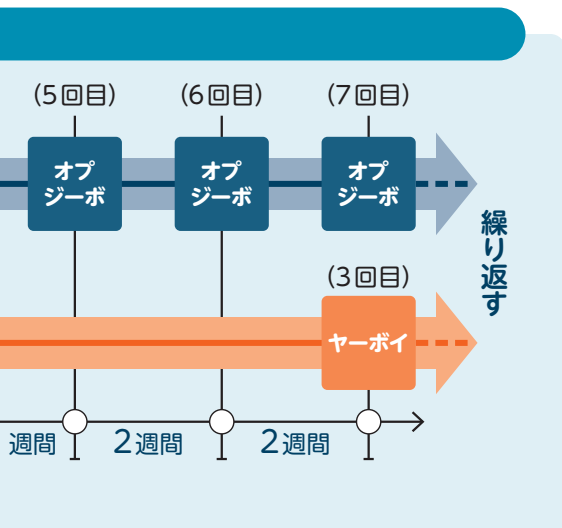 (5回目)
(6回目)
(7回目)
オプ
ジーボ
オプ
ジーボ
オプ
ジーボ
繰り返す
(3回目)
ヤーボイ
週間
2週間
2週間